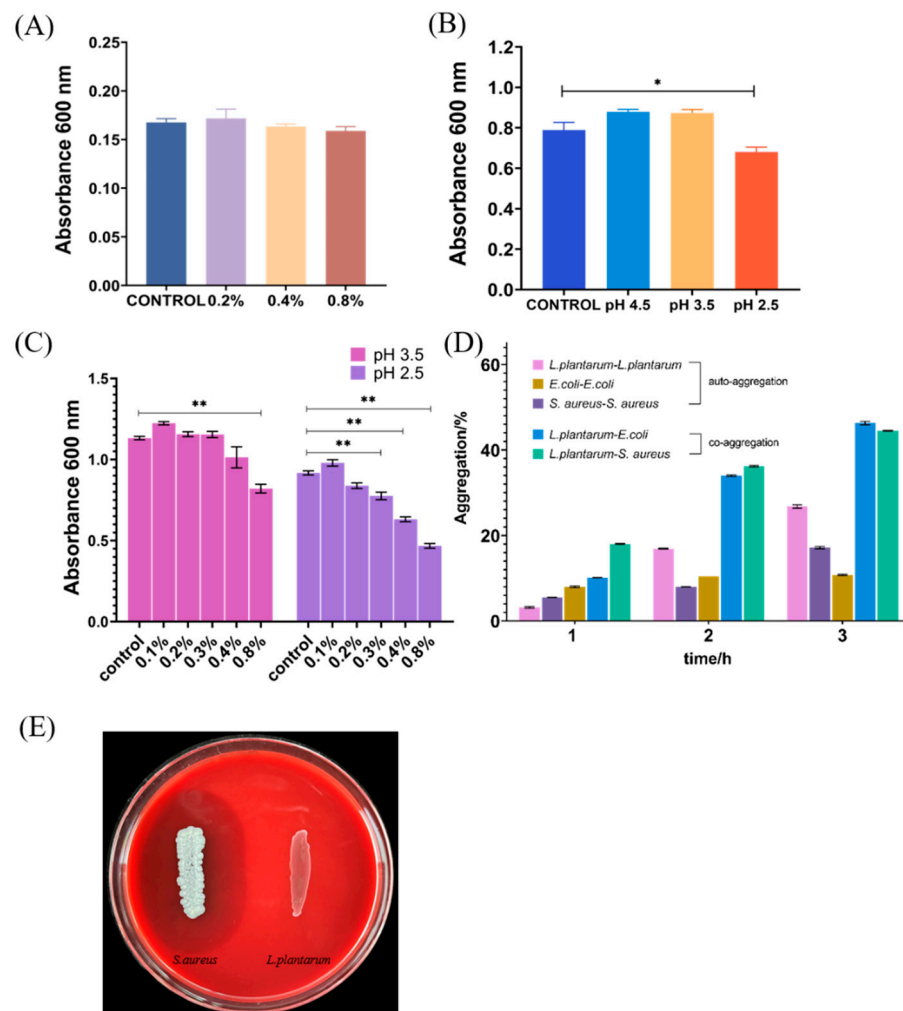 (A)
Absorbance 600 nm
0.25
0.20
0.15
0.10
0.05
0.00
CONTROL 0.2% 0.4% 0.8%
(B)
Absorbance 600 nm
1.2
1.0
0.8
0.6
0.4
0.2
0.0
*
CONTROL pH 4.5 pH 3.5 pH 2.5
(C)
pH 3.5
pH 2.5
Absorbance 600 nm
1.5
1.0
0.5
0.0
**
**
**
**
control 0.1% 0.2% 0.3% 0.4% 0.8% control 0.1% 0.2% 0.3% 0.4% 0.8%
(D)
Aggregation/%
60
40
20
0
L.plantarum-L.plantarum
E.coli-E.coli
S. aureus-S. aureus
auto-aggregation
L.plantarum-E.coli
L.plantarum-S. aureus
co-aggregation
1 2 3
time/h
(E)
S.aureus L.plantarum